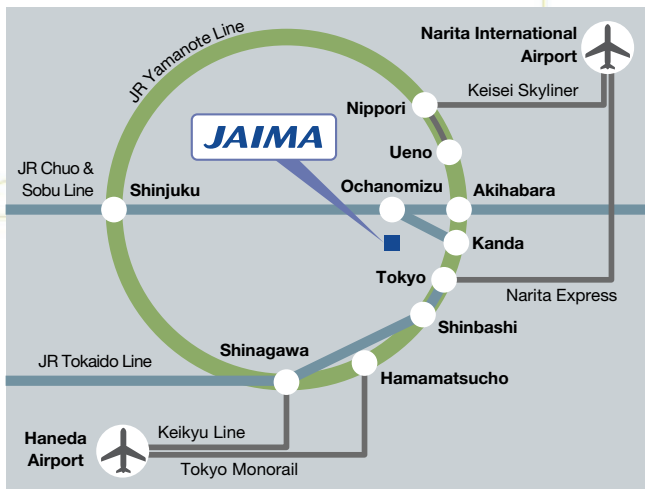 Narita International
Airport
JR Yamanote Line
Keisei Skyliner
Nippori
JAIMA
Ueno
JR Chuo &
Sobu Line
Shinjuku
Ochanomizu
Akihabara
Kanda
Tokyo
Narita Express
Shinbashi
Shinagawa
JR Tokaido Line
Hamamatsucho
Haneda
Airport
Keikyu Line
Tokyo Monorail